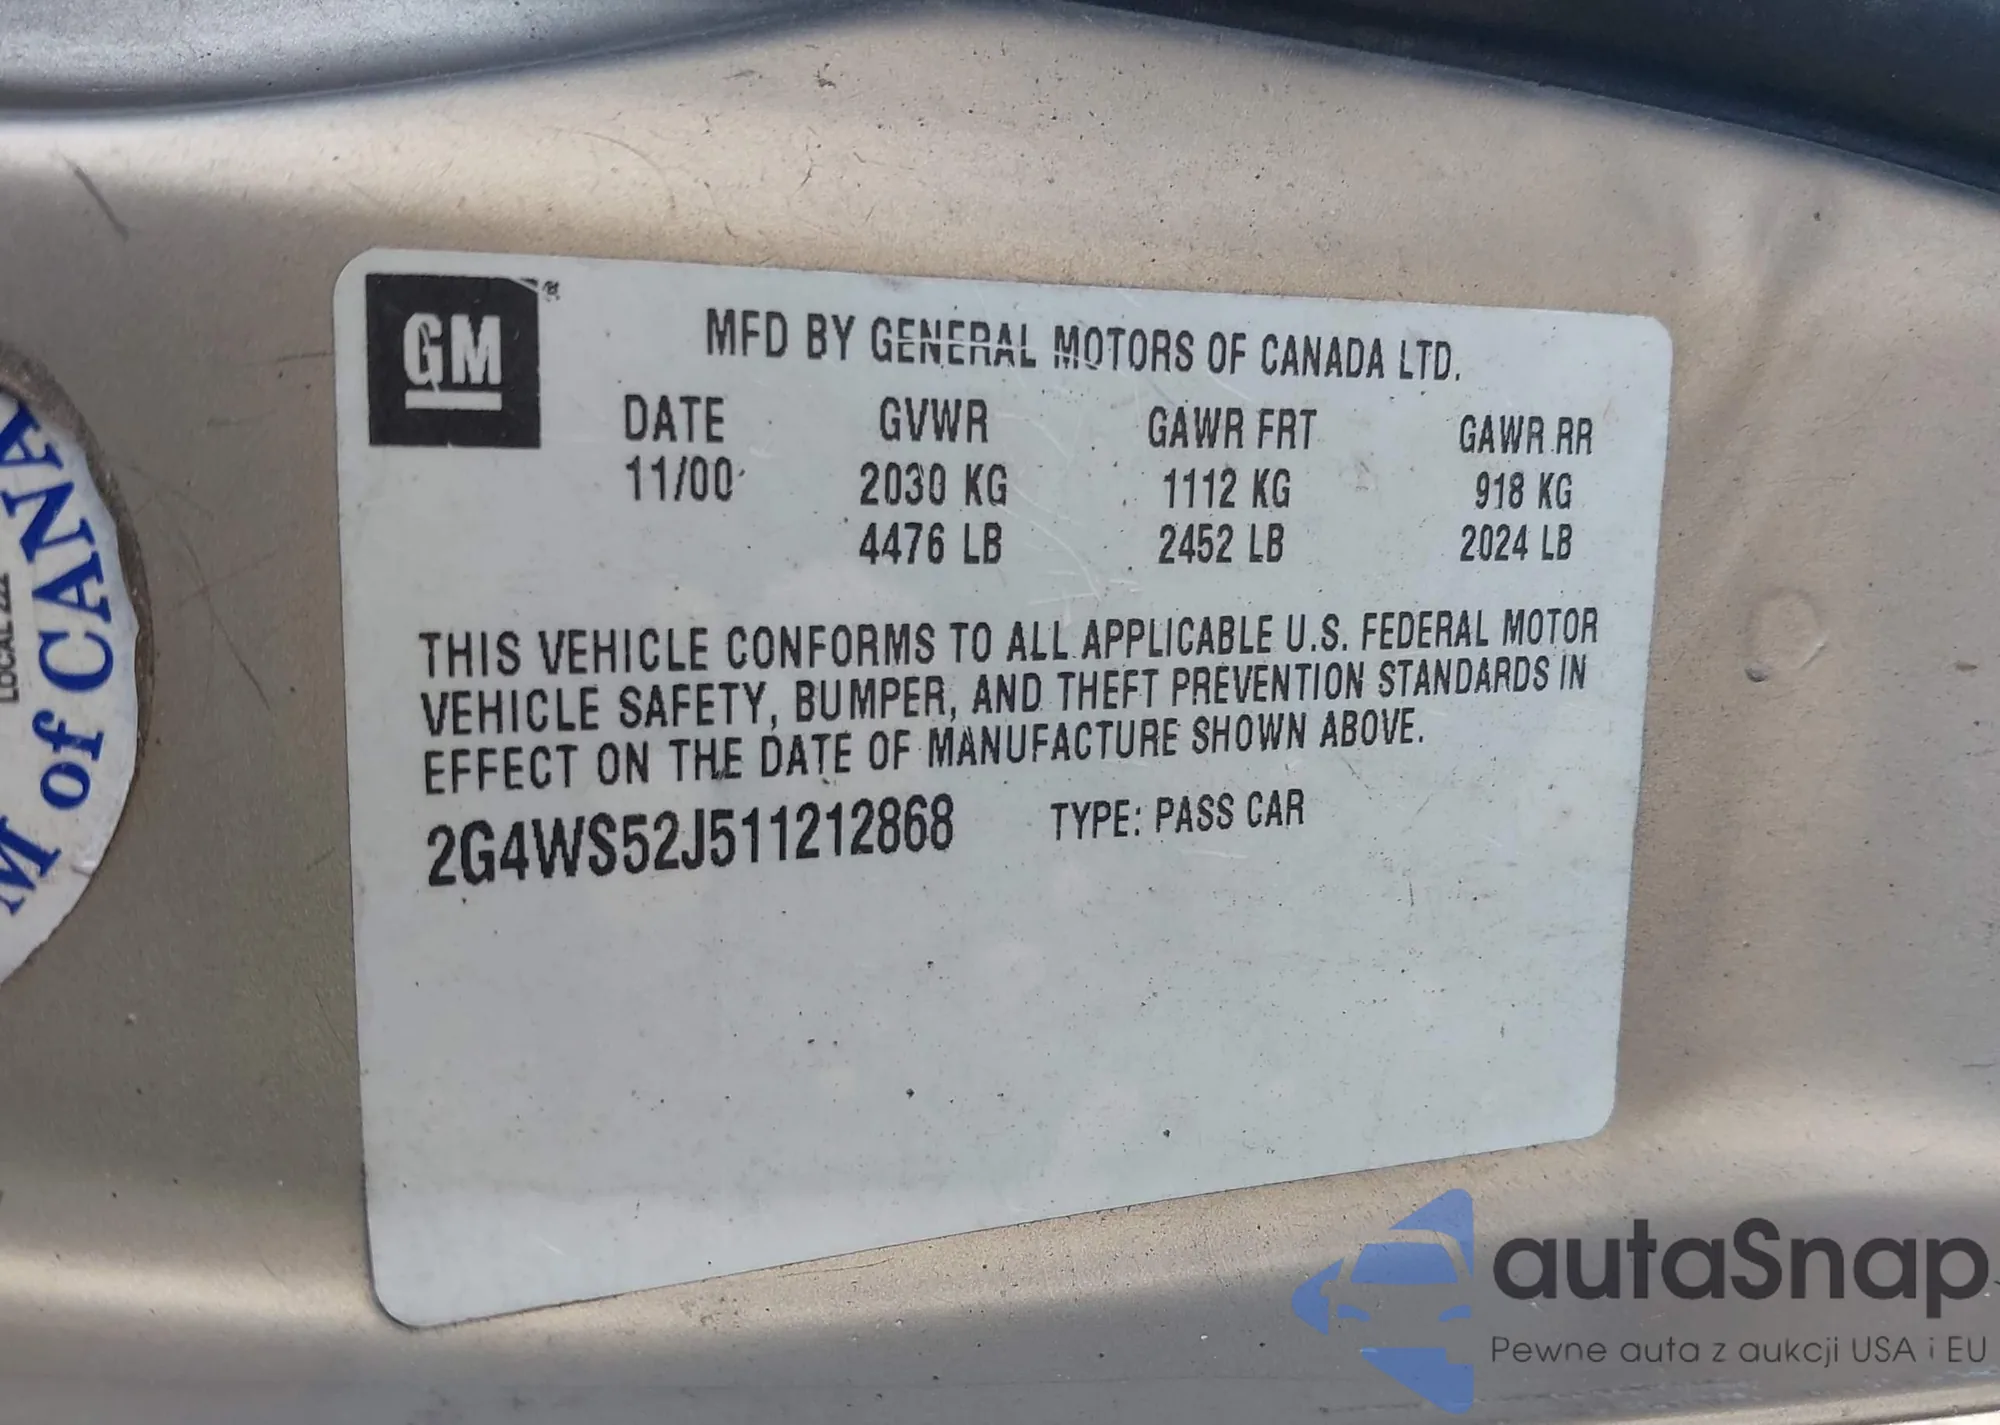 GM®
MFD BY GENERAL MOTORS OF CANADA LTD.
DATE GVWR GAWR FRT GAWR RR
11/00 2030 KG 1112 KG 918 KG
4476 LB 2452 LB 2024 LB
THIS VEHICLE CONFORMS TO ALL APPLICABLE U.S. FEDERAL MOTOR
VEHICLE SAFETY, BUMPER, AND THEFT PREVENTION STANDARDS IN
EFFECT ON THE DATE OF MANUFACTURE SHOWN ABOVE.
2G4WS52J511212868 TYPE: PASS CAR
of CANA
LOCAL 222
autaSnap
Pewne auta z aukcji USA i EU